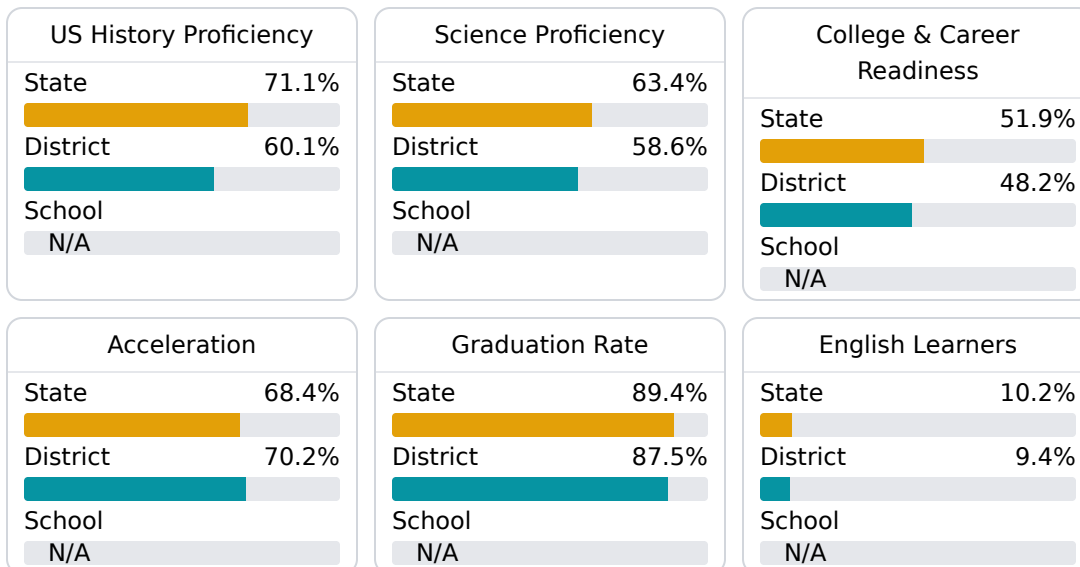 US History Proficiency
State 71.1%
District 60.1%
School
N/A
Science Proficiency
State 63.4%
District 58.6%
School
N/A
College & Career
Readiness
State 51.9%
District 48.2%
School
N/A
Acceleration
State 68.4%
District 70.2%
School
N/A
Graduation Rate
State 89.4%
District 87.5%
School
N/A
English Learners
State 10.2%
District 9.4%
School
N/A